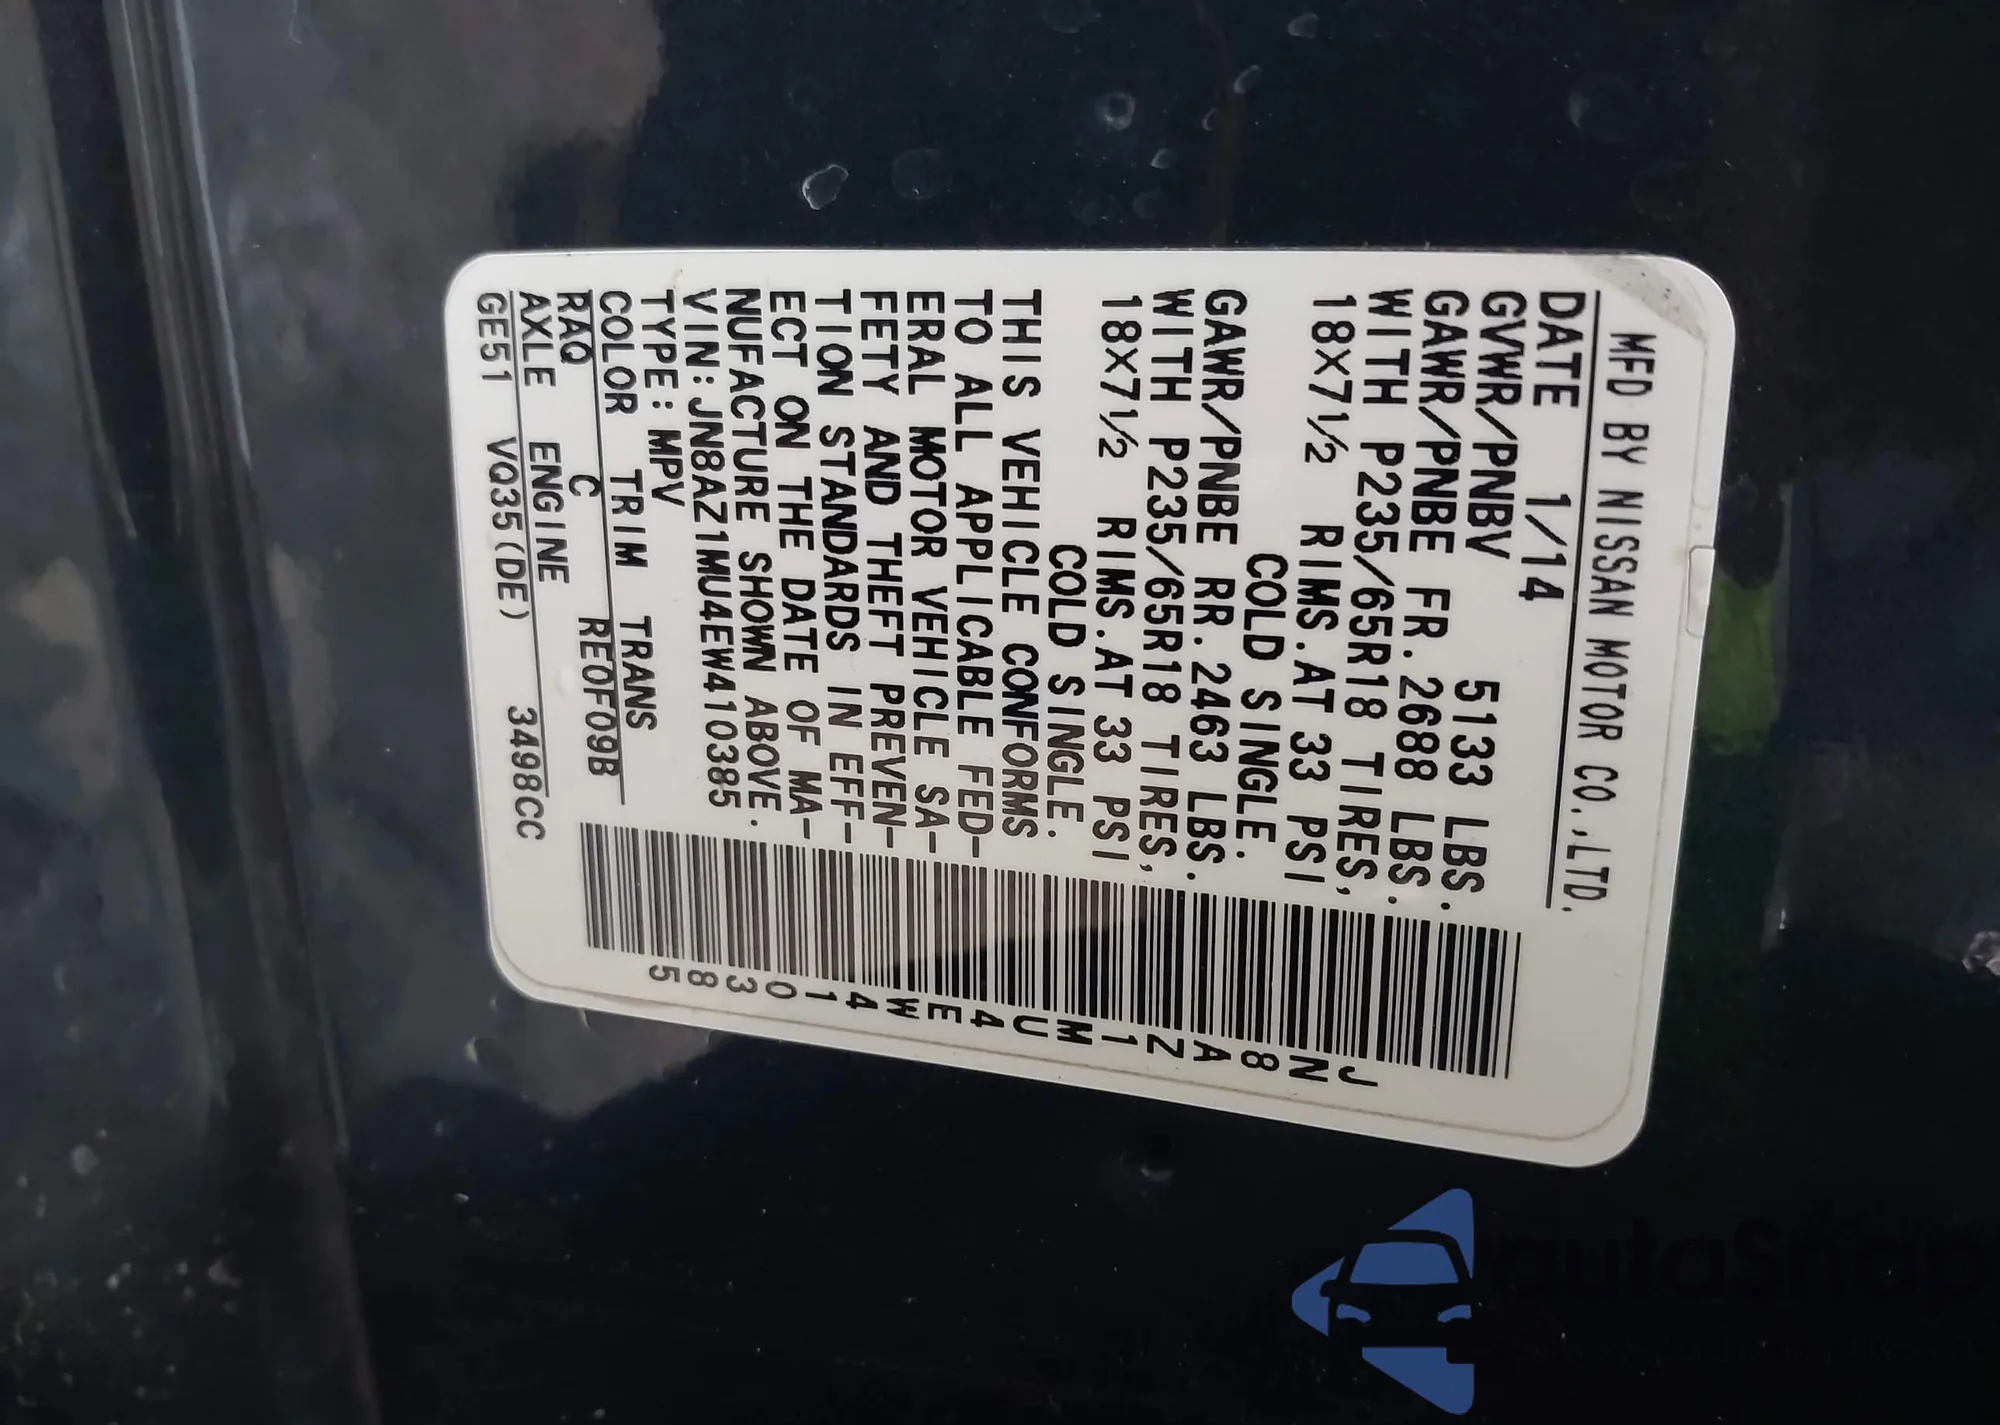 MFD BY NISSAN MOTOR CO.,LTD.
DATE 1/14
GVWR/PNBV 5133 LBS.
GAWR/PNBE FR.2688 LBS.
WITH P235/65R18 TIRES,
18X7½ RIMS.AT 33 PSI
COLD SINGLE.
GAWR/PNBE RR.2463 LBS.
WITH P235/65R18 TIRES,
18X7½ RIMS.AT 33 PSI
COLD SINGLE.
THIS VEHICLE CONFORMS
TO ALL APPLICABLE FED-
ERAL MOTOR VEHICLE SA-
FETY AND THEFT PREVEN-
TION STANDARDS IN EFF-
ECT ON THE DATE OF MA-
NUFACTURE SHOWN ABOVE.
VIN:JN8AZ1MU4EW410385
TYPE:MPV
COLOR TRIM TRANS
RAQ C RE0F09B
AXLE ENGINE
GE51 VQ35(DE) 3498CC
JN8AZ1MU4EW410385
autoSnap